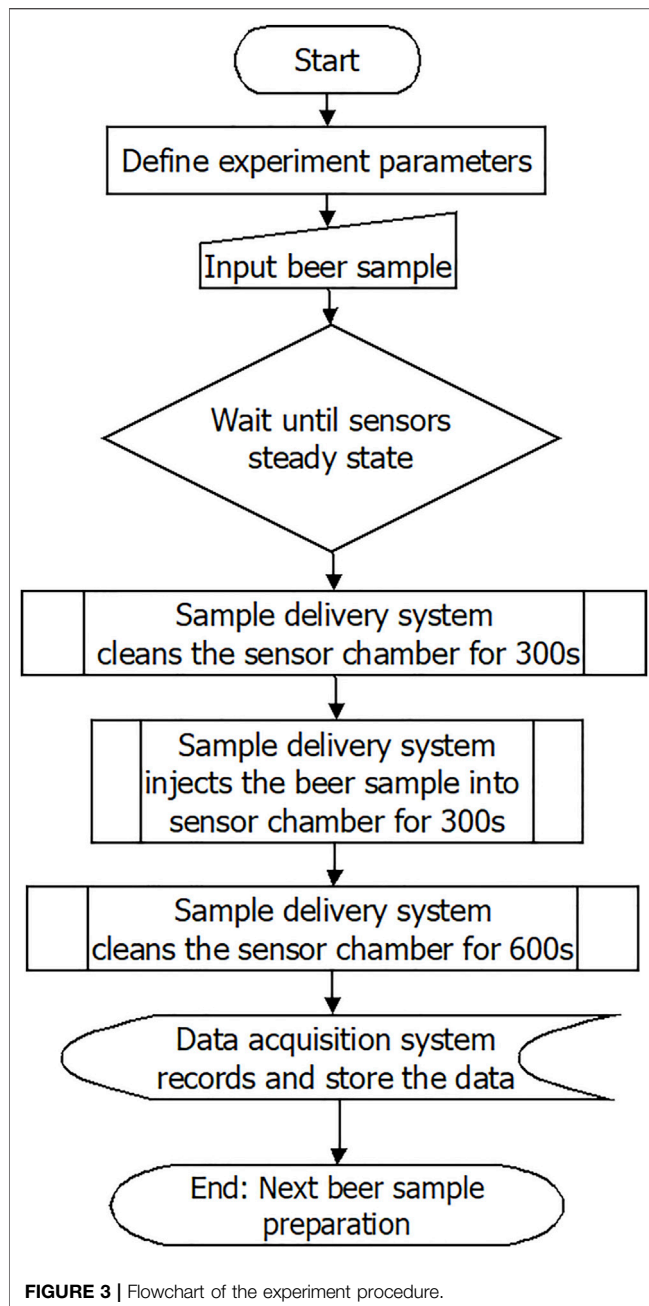 Start
Define experiment parameters
Input beer sample
Wait until sensors
steady state
Sample delivery system
cleans the sensor chamber for 300s
Sample delivery system
injects the beer sample into
sensor chamber for 300s
Sample delivery system
cleans the sensor chamber for 600s
Data acquisition system
records and store the data
End: Next beer sample
preparation
FIGURE 3 | Flowchart of the experiment procedure.